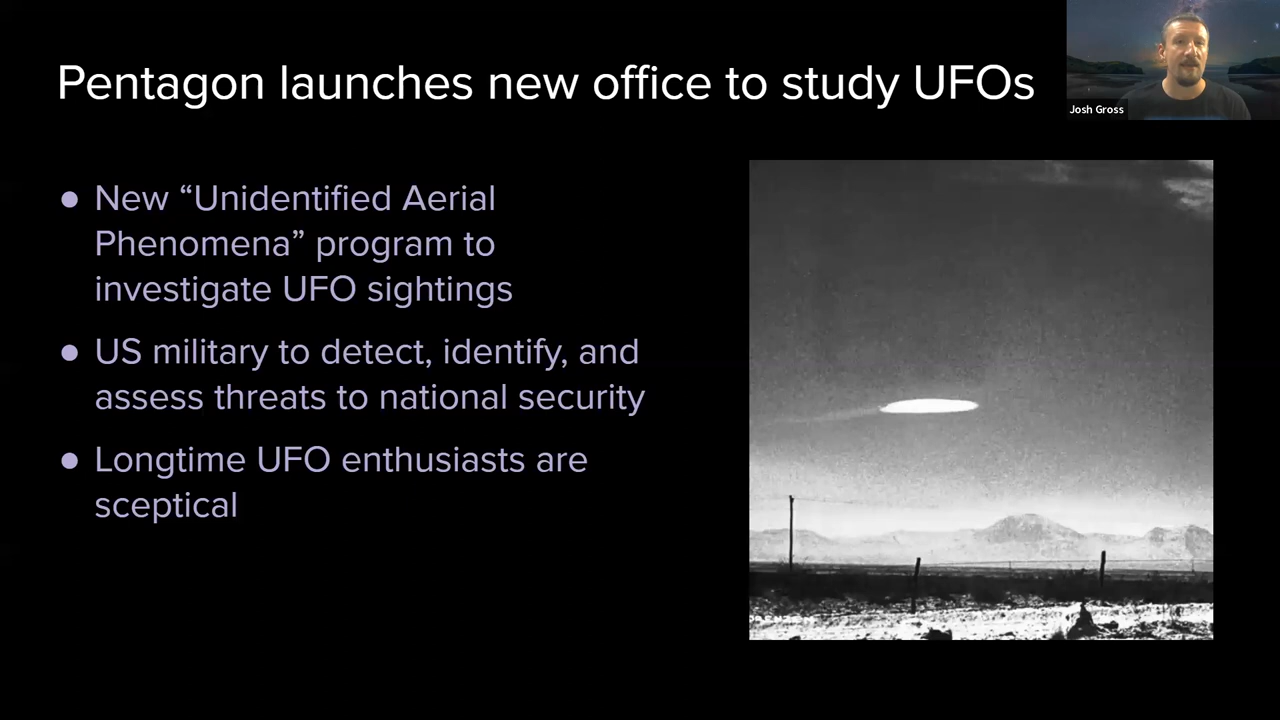 Pentagon launches new office to study UFOs
Josh Gross
● New “Unidentified Aerial
Phenomena” program to
investigate UFO sightings
● US military to detect, identify, and
assess threats to national security
● Longtime UFO enthusiasts are
sceptical